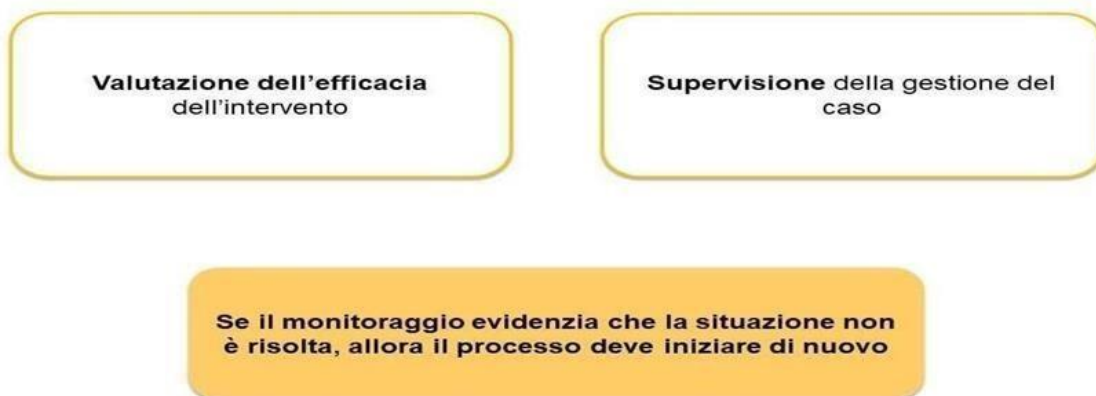 Valutazione dell'efficacia
dell'intervento
Supervisione della gestione del
caso
Se il monitoraggio evidenzia che la situazione non
è risolta, allora il processo deve iniziare di nuovo